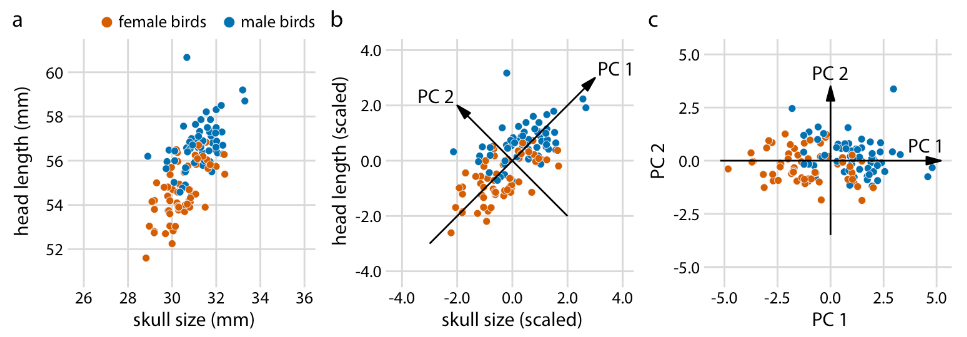 a
female birds
male birds
head length (mm)
60
58
56
54
52
26
28
30
32
34
36
skull size (mm)
b
head length (scaled)
4.0
2.0
0.0
-2.0
-4.0
PC 1
PC 2
-4.0
-2.0
0.0
2.0
4.0
skull size (scaled)
c
PC 2
5.0
2.5
0.0
-2.5
-5.0
PC 2
PC 1
-5.0
-2.5
0.0
2.5
5.0
PC 1